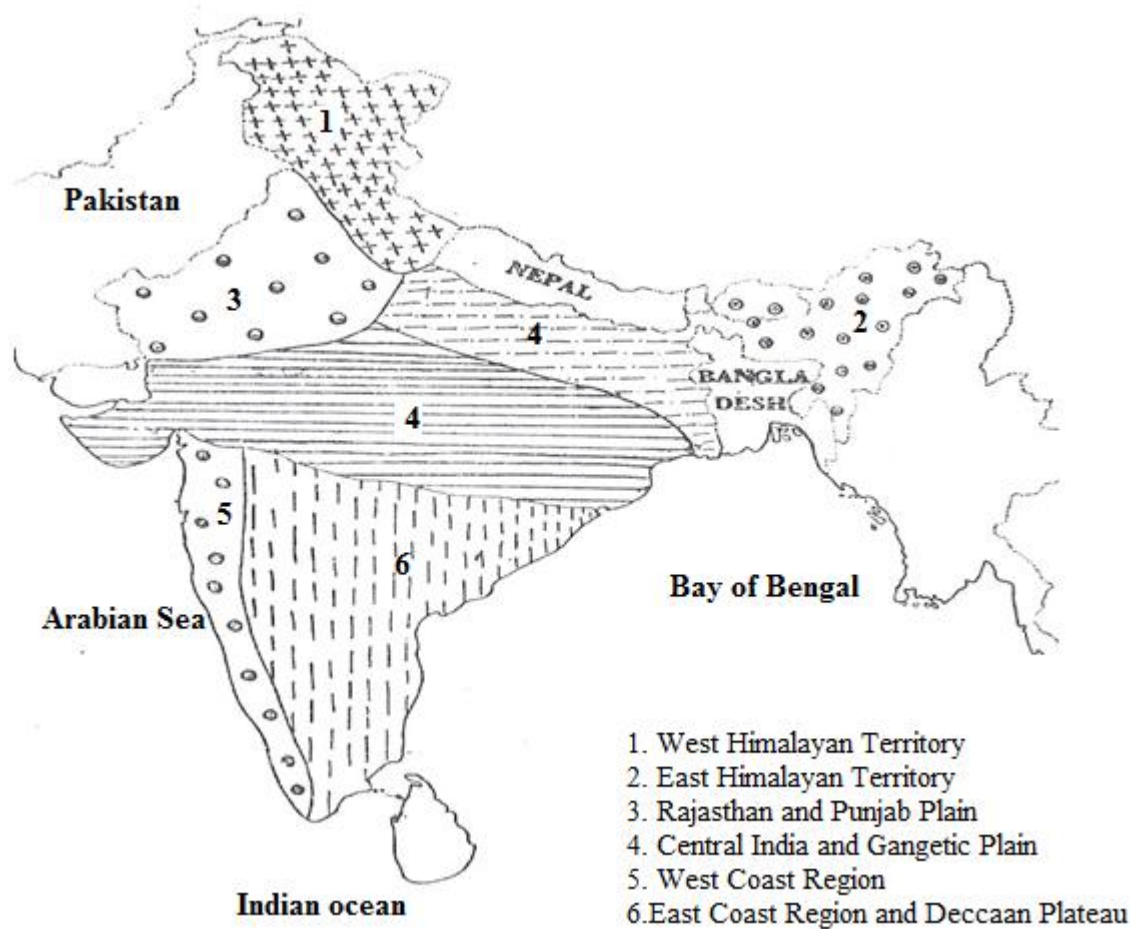 1
Pakistan
NEPAL
3
2
4
BANGLA
DESH
4
5
6
Bay of Bengal
Arabian Sea
Indian ocean
1. West Himalayan Territory
2. East Himalayan Territory
3. Rajasthan and Punjab Plain
4. Central India and Gangetic Plain
5. West Coast Region
6.East Coast Region and Deccaan Plateau